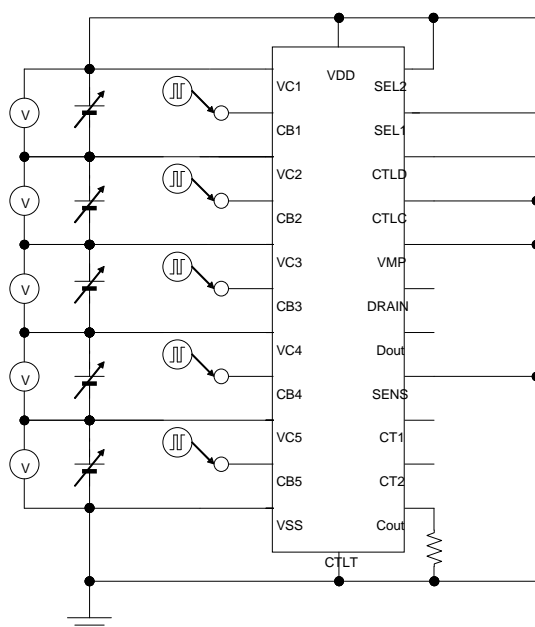 VDD
VC1
SEL2
V
CB1
SEL1
VC2
CTLD
V
CB2
CTLC
VC3
VMP
V
CB3
DRAIN
VC4
Dout
V
CB4
SENS
VC5
CT1
V
CB5
CT2
VSS
Cout
CTLT